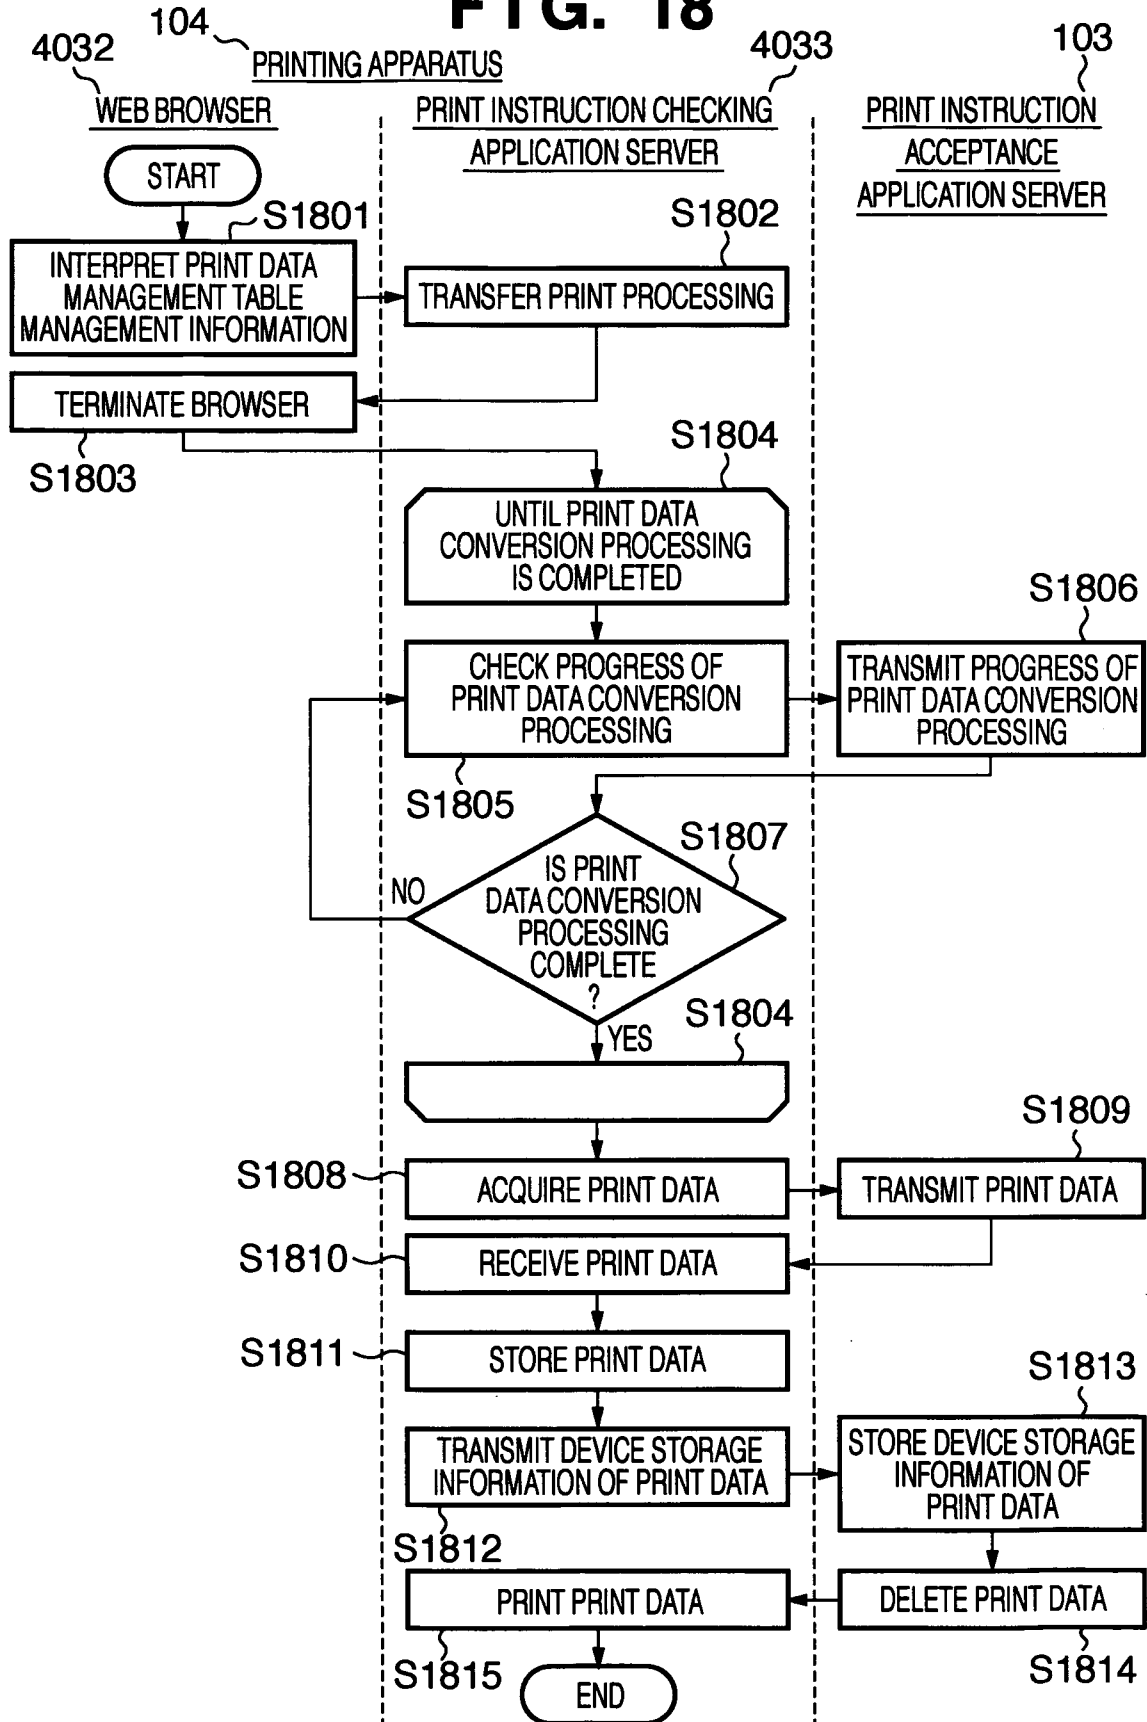 FIG. 18
104
4032
PRINTING APPARATUS
4033
103
WEB BROWSER
PRINT INSTRUCTION CHECKING
APPLICATION SERVER
PRINT INSTRUCTION
ACCEPTANCE
APPLICATION SERVER
START
S1801
INTERPRET PRINT DATA
MANAGEMENT TABLE
MANAGEMENT INFORMATION
S1802
TRANSFER PRINT PROCESSING
TERMINATE BROWSER
S1803
S1804
UNTIL PRINT DATA
CONVERSION PROCESSING
IS COMPLETED
S1806
CHECK PROGRESS OF
PRINT DATA CONVERSION
PROCESSING
TRANSMIT PROGRESS OF
PRINT DATA CONVERSION
PROCESSING
S1805
S1807
IS PRINT
DATA CONVERSION
PROCESSING
COMPLETE
?
NO
YES
S1804
S1809
S1808
ACQUIRE PRINT DATA
TRANSMIT PRINT DATA
S1810
RECEIVE PRINT DATA
S1811
STORE PRINT DATA
S1813
TRANSMIT DEVICE STORAGE
INFORMATION OF PRINT DATA
STORE DEVICE STORAGE
INFORMATION OF
PRINT DATA
S1812
PRINT PRINT DATA
DELETE PRINT DATA
S1815
S1814
END